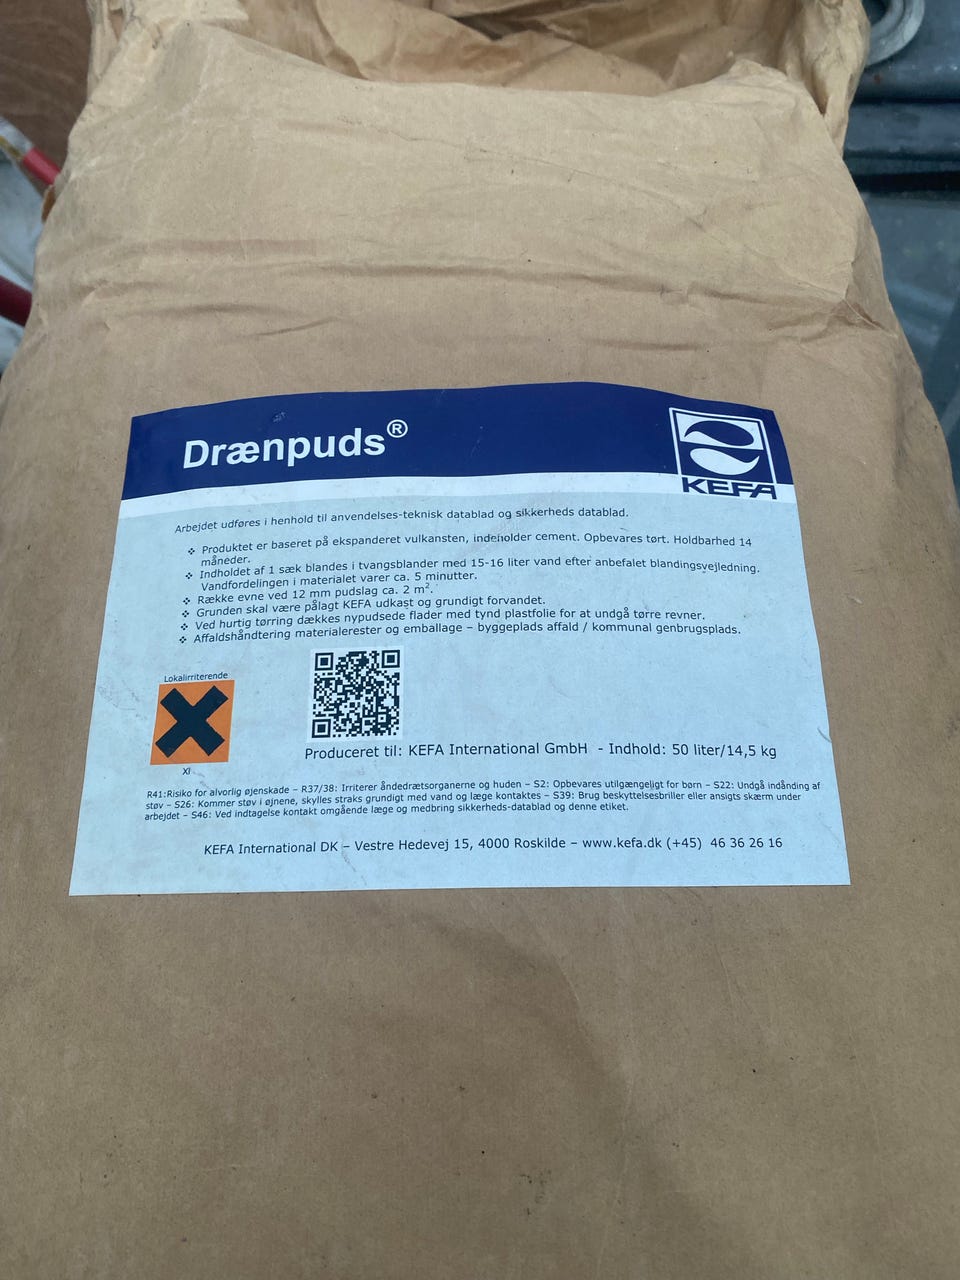 Drænpuds®
KEFA
Arbejdet udføres i henhold til anvendelses-teknisk datablad og sikkerheds datablad.
❖ Produktet er baseret på ekspanderet vulkansten, indeholder cement. Opbevares tørt. Holdbarhed 14
måneder.
❖ Indholdet af 1 sæk blandes i tvangsblander med 15-16 liter vand efter anbefalet blandingsvejledning.
Vandfordelingen i materialet varer ca. 5 minutter.
❖ Række evne ved 12 mm pudslag ca. 2 m².
❖ Grunden skal være pålagt KEFA udkast og grundigt forvandet.
❖ Ved hurtig tørring dækkes nypudsede flader med tynd plastfolie for at undgå tørre revner.
❖ Affaldshåndtering materialerester og emballage – byggeplads affald / kommunal genbrugsplads.
Lokalirriterende
Xi
Produceret til: KEFA International GmbH - Indhold: 50 liter/14,5 kg
R41:Risiko for alvorlig øjenskade – R37/38: Irriterer åndedrætsorganerne og huden – S2: Opbevares utilgængeligt for børn – S22: Undgå indånding af
støv – S26: Kommer støv i øjnene, skylles straks grundigt med vand og læge kontaktes – S39: Brug beskyttelsesbriller eller ansigts skærm under
arbejdet – S46: Ved indtagelse kontakt omgående læge og medbring sikkerheds-datablad og denne etiket.
KEFA International DK – Vestre Hedevej 15, 4000 Roskilde – www.kefa.dk (+45) 46 36 26 16